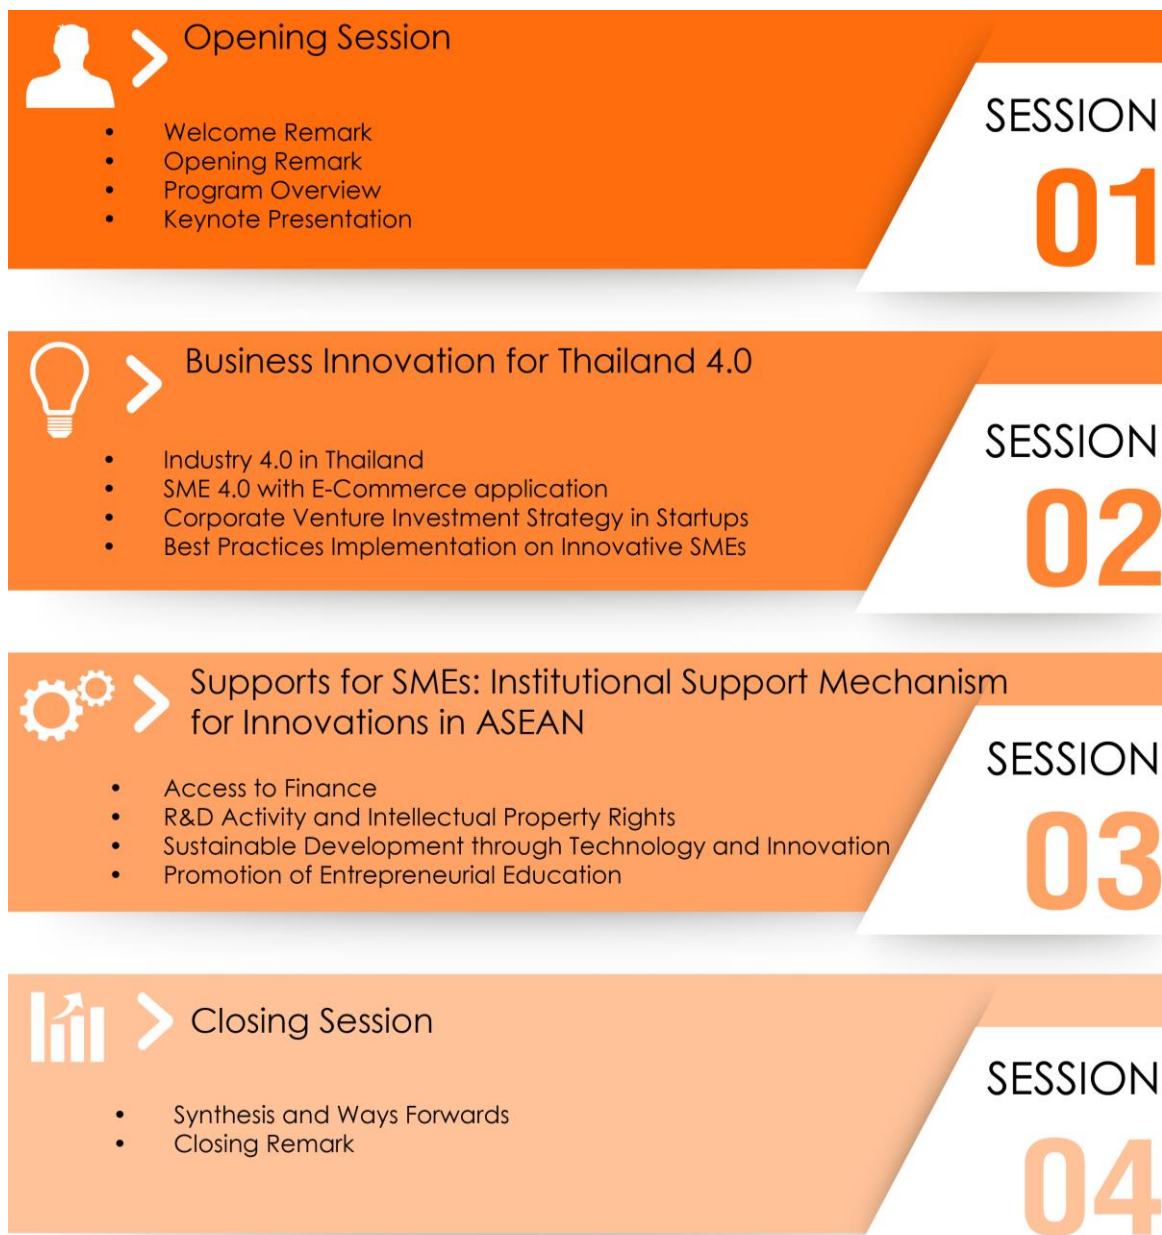 Opening Session
• Welcome Remark
• Opening Remark
• Program Overview
• Keynote Presentation
SESSION
01
Business Innovation for Thailand 4.0
• Industry 4.0 in Thailand
• SME 4.0 with E-Commerce application
• Corporate Venture Investment Strategy in Startups
• Best Practices Implementation on Innovative SMEs
SESSION
02
Supports for SMEs: Institutional Support Mechanism
for Innovations in ASEAN
• Access to Finance
• R&D Activity and Intellectual Property Rights
• Sustainable Development through Technology and Innovation
• Promotion of Entrepreneurial Education
SESSION
03
Closing Session
• Synthesis and Ways Forwards
• Closing Remark
SESSION
04